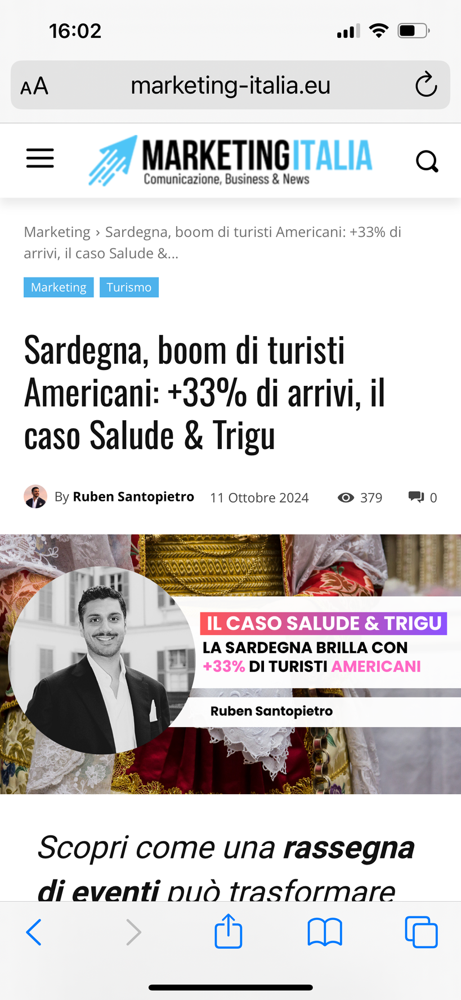 16:02
AA marketing-italia.eu
MARKETINGITALIA
Comunicazione, Business & News
Marketing › Sardegna, boom di turisti Americani: +33% di
arrivi, il caso Salude &...
Marketing Turismo
Sardegna, boom di turisti
Americani: +33% di arrivi, il
caso Salude & Trigu
By Ruben Santopietro 11 Ottobre 2024 379 0
IL CASO SALUDE & TRIGU
LA SARDEGNA BRILLA CON
+33% DI TURISTI AMERICANI
Ruben Santopietro
Scopri come una rassegna
di eventi può trasformare